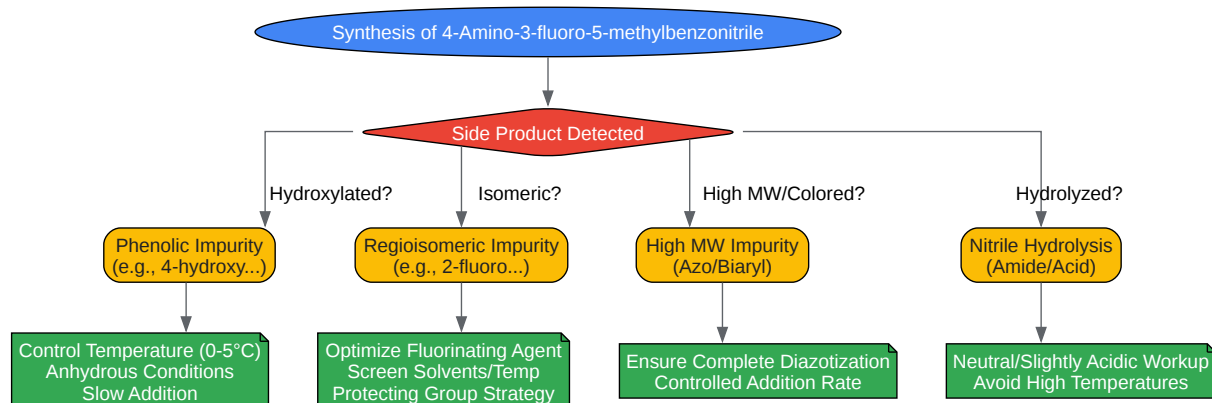 Synthesis of 4-Amino-3-fluoro-5-methylbenzonitrile
Side Product Detected
Hydroxylated?
Isomeric?
High MW/Colored?
Hydrolyzed?
Phenolic Impurity
(e.g., 4-hydroxy...)
Regioisomeric Impurity
(e.g., 2-fluoro...)
High MW Impurity
(Azo/Biaryl)
Nitrile Hydrolysis
(Amide/Acid)
Control Temperature (0-5°C)
Anhydrous Conditions
Slow Addition
Optimize Fluorinating Agent
Screen Solvents/Temp
Protecting Group Strategy
Ensure Complete Diazotization
Controlled Addition Rate
Neutral/Slightly Acidic Workup
Avoid High Temperatures